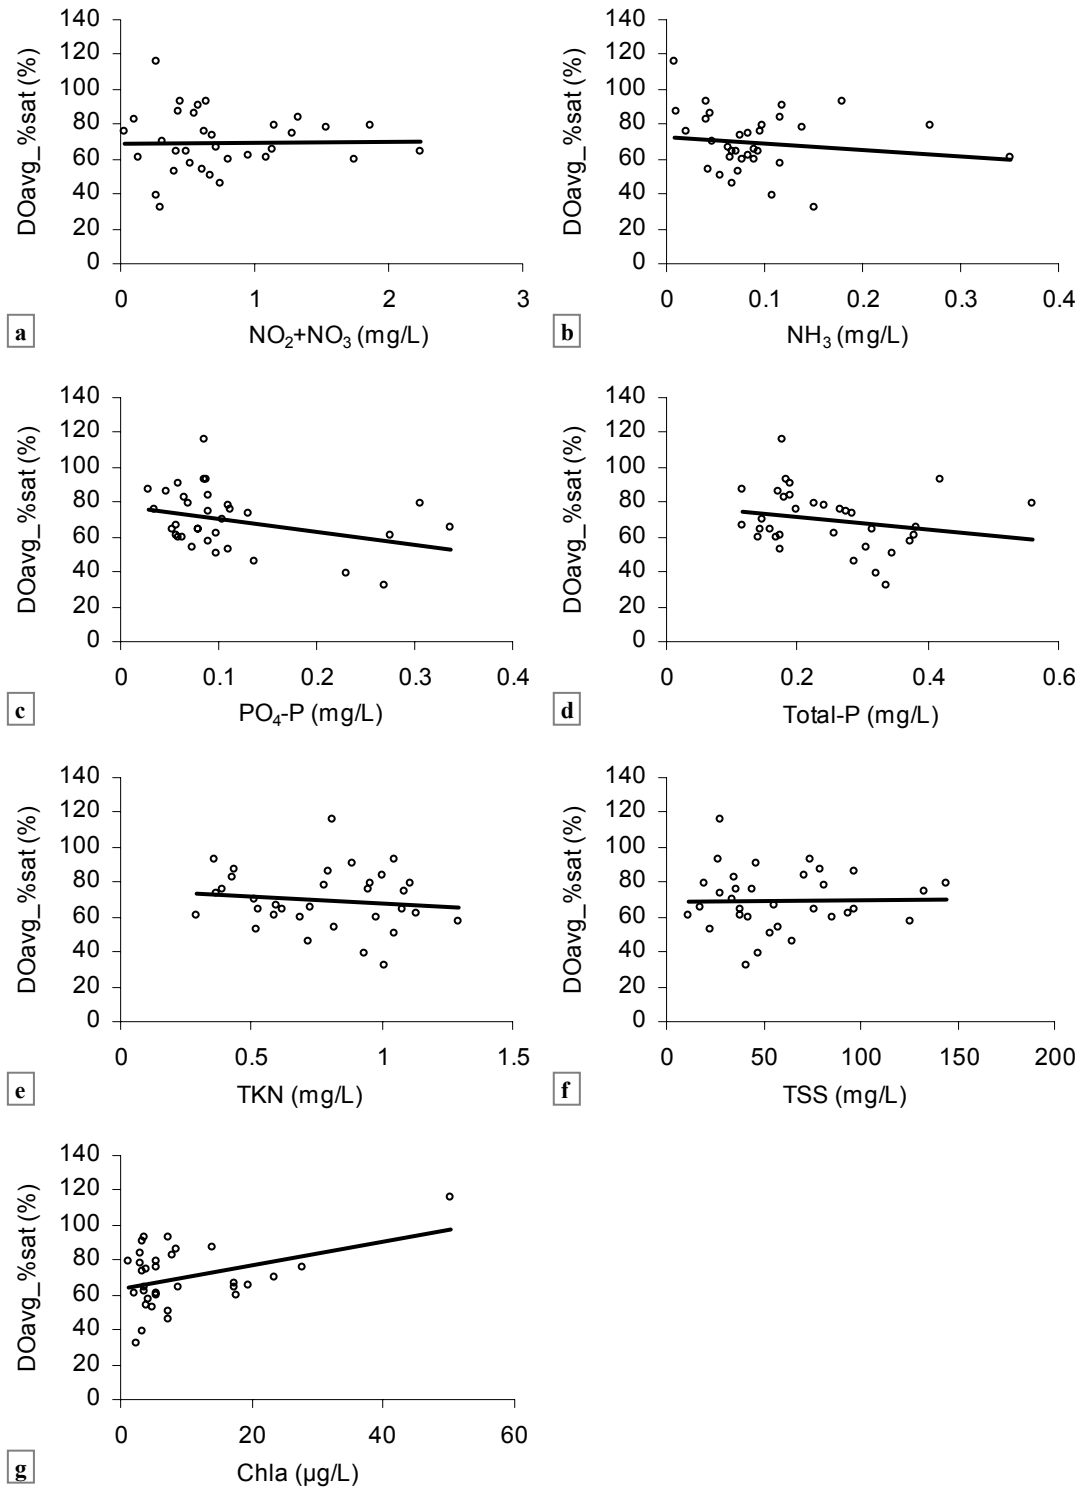 140
120
100
80
60
40
20
0
DOavg_%sat (%)
0 1 2 3
NO₂+NO₃ (mg/L)
a
140
120
100
80
60
40
20
0
DOavg_%sat (%)
0 0.1 0.2 0.3 0.4
NH₃ (mg/L)
b
140
120
100
80
60
40
20
0
DOavg_%sat (%)
0 0.1 0.2 0.3 0.4
PO₄-P (mg/L)
c
140
120
100
80
60
40
20
0
DOavg_%sat (%)
0 0.2 0.4 0.6
Total-P (mg/L)
d
140
120
100
80
60
40
20
0
DOavg_%sat (%)
0 0.5 1 1.5
TKN (mg/L)
e
140
120
100
80
60
40
20
0
DOavg_%sat (%)
0 50 100 150 200
TSS (mg/L)
f
140
120
100
80
60
40
20
0
DOavg_%sat (%)
0 20 40 60
Chla (µg/L)
g